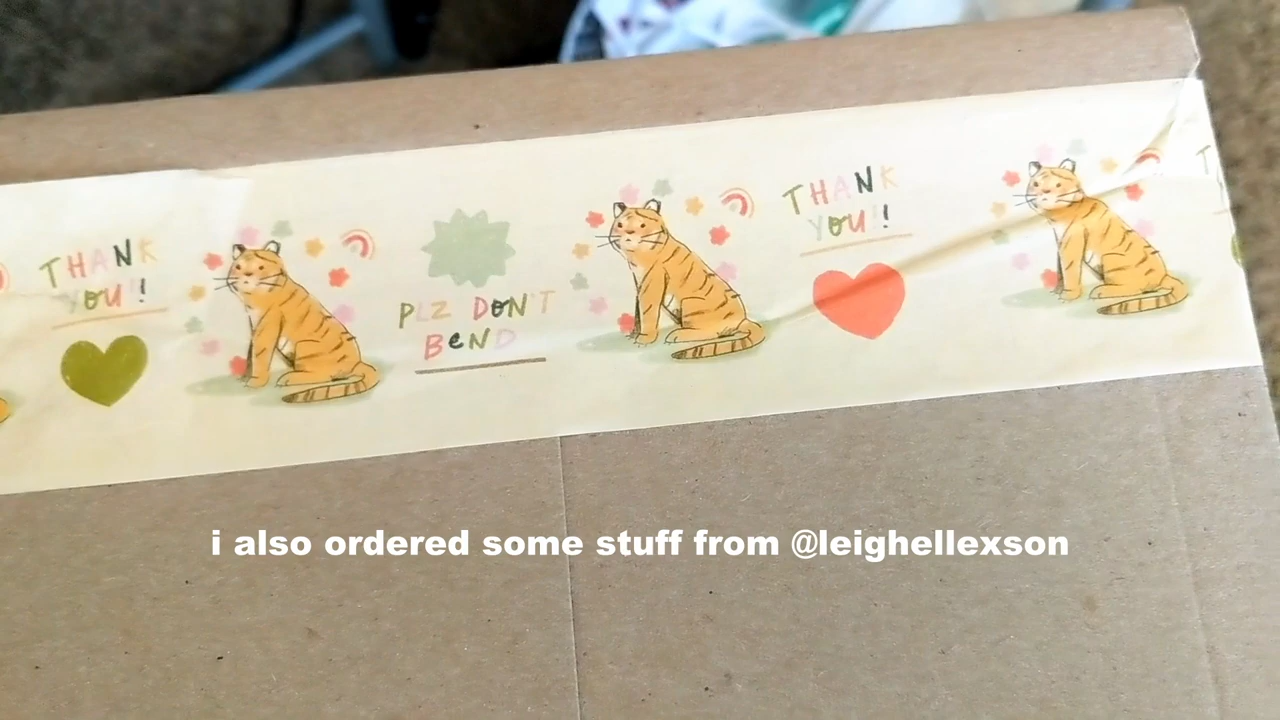 THANK
YOU!!
PLZ DON'T
BEND
THANK
YOU!!
T
i also ordered some stuff from @leighellexson